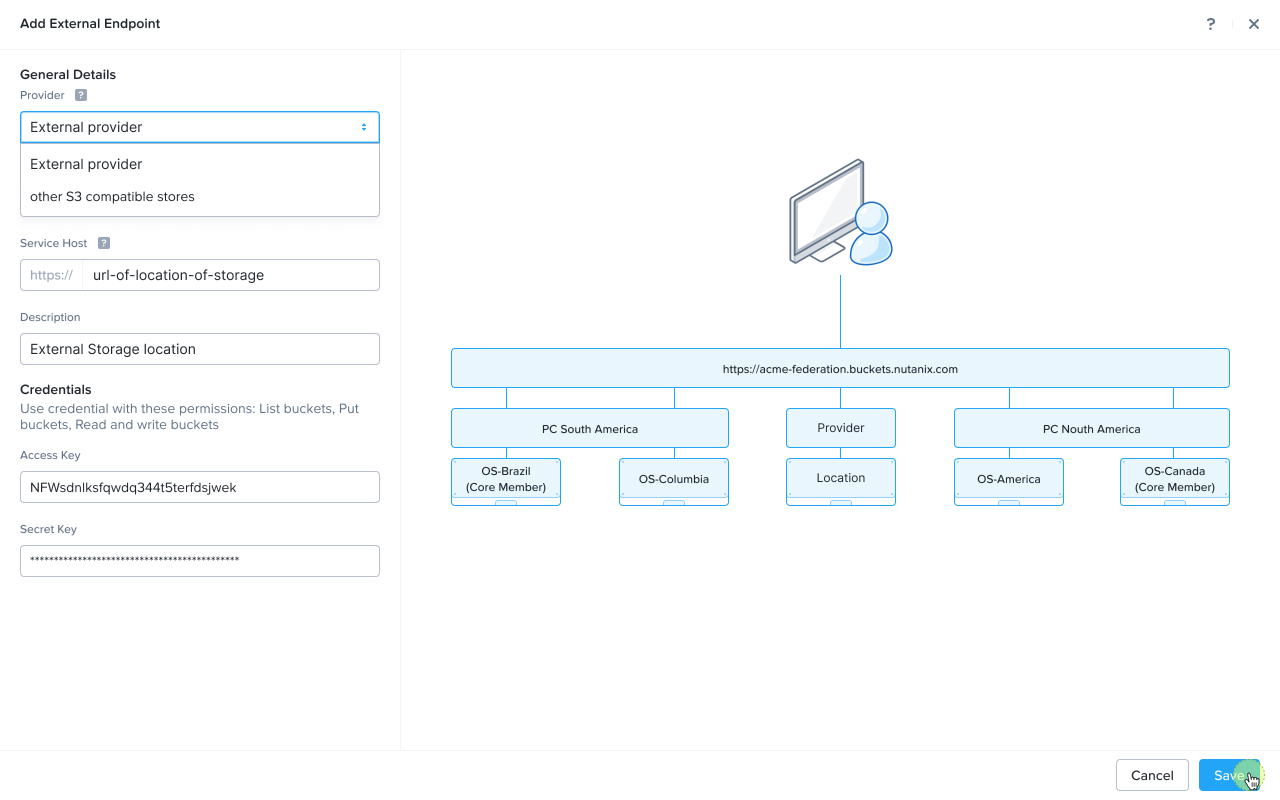 Add External Endpoint
?
General Details
Provider ?
External provider
External provider
other S3 compatible stores
Service Host ?
https:// url-of-location-of-storage
Description
External Storage location
Credentials
Use credential with these permissions: List buckets, Put
buckets, Read and write buckets
Access Key
NFWsdnlksfqwdq344t5terfdsjwek
Secret Key
********************************************
https://acme-federation.buckets.nutanix.com
PC South America
Provider
PC Nouth America
OS-Brazil
(Core Member)
OS-Columbia
Location
OS-America
OS-Canada
(Core Member)
Cancel
Save